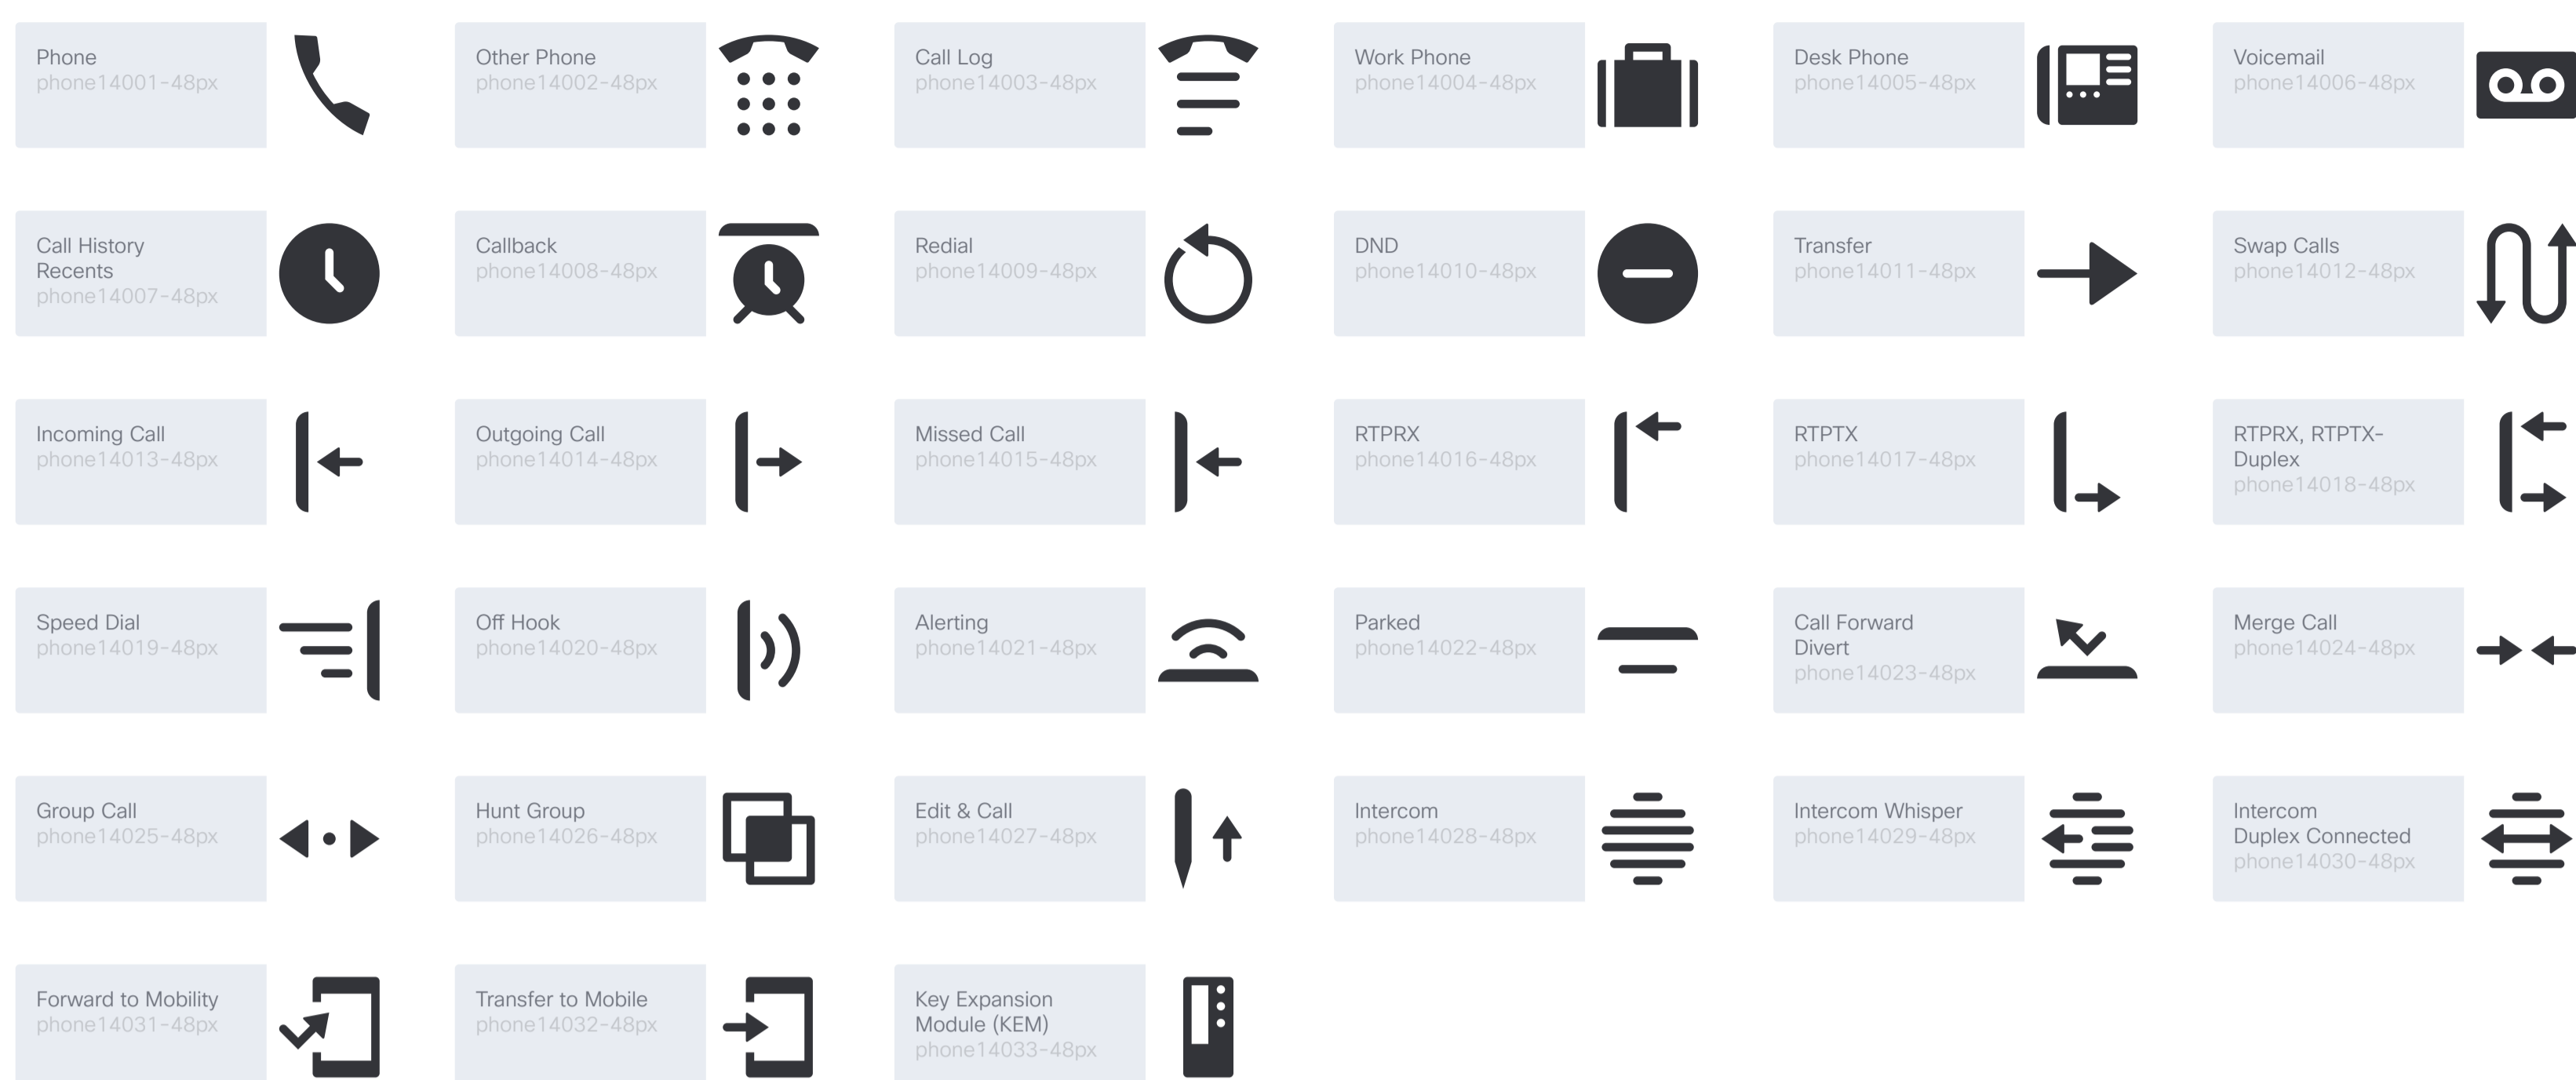 Phone
phone14001-48px
Other Phone
phone14002-48px
Call Log
phone14003-48px
Work Phone
phone14004-48px
Desk Phone
phone14005-48px
Voicemail
phone14006-48px
Call History
Recents
phone14007-48px
Callback
phone14008-48px
Redial
phone14009-48px
DND
phone14010-48px
Transfer
phone14011-48px
Swap Calls
phone14012-48px
Incoming Call
phone14013-48px
Outgoing Call
phone14014-48px
Missed Call
phone14015-48px
RTPRX
phone14016-48px
RTPTX
phone14017-48px
RTPRX, RTPTX-
Duplex
phone14018-48px
Speed Dial
phone14019-48px
Off Hook
phone14020-48px
Alerting
phone14021-48px
Parked
phone14022-48px
Call Forward
Divert
phone14023-48px
Merge Call
phone14024-48px
Group Call
phone14025-48px
Hunt Group
phone14026-48px
Edit & Call
phone14027-48px
Intercom
phone14028-48px
Intercom Whisper
phone14029-48px
Intercom
Duplex Connected
phone14030-48px
Forward to Mobility
phone14031-48px
Transfer to Mobile
phone14032-48px
Key Expansion
Module (KEM)
phone14033-48px